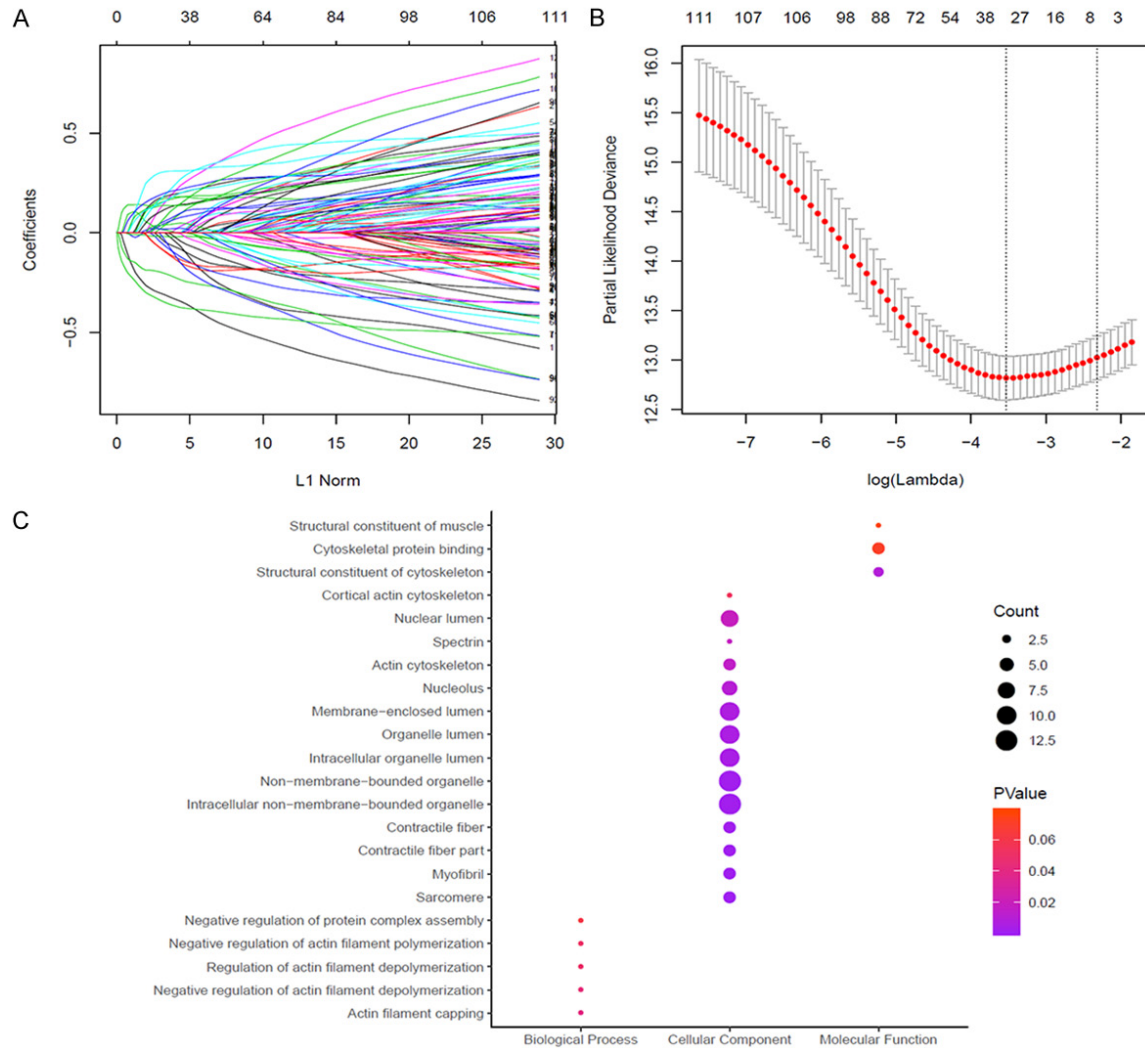 A
0 38 64 84 98 106 111
Coefficients
0.5
0.0
−0.5
0 5 10 15 20 25 30
L1 Norm
B
111 107 106 98 88 72 54 38 27 16 8 3
Partial Likelihood Deviance
16.0
15.5
15.0
14.5
14.0
13.5
13.0
12.5
−7 −6 −5 −4 −3 −2
log(Lambda)
C
Structural constituent of muscle
Cytoskeletal protein binding
Structural constituent of cytoskeleton
Cortical actin cytoskeleton
Nuclear lumen
Spectrin
Actin cytoskeleton
Nucleolus
Membrane−enclosed lumen
Organelle lumen
Intracellular organelle lumen
Non−membrane−bounded organelle
Intracellular non−membrane−bounded organelle
Contractile fiber
Contractile fiber part
Myofibril
Sarcomere
Negative regulation of protein complex assembly
Negative regulation of actin filament polymerization
Regulation of actin filament depolymerization
Negative regulation of actin filament depolymerization
Actin filament capping
Biological Process Cellular Component Molecular Function
Count
2.5
5.0
7.5
10.0
12.5
PValue
0.06
0.04
0.02